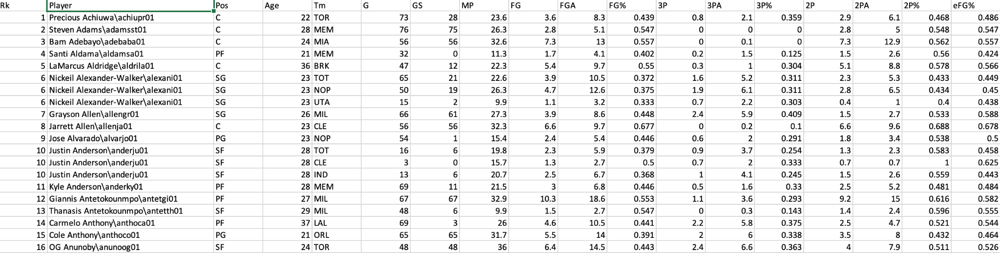 Rk Player Pos Age Tm G GS MP FG FGA FG% 3P 3PA 3P% 2P 2PA 2P% eFG%
1 Precious Achiuwa\achiupr01 C 22 TOR 73 28 23.6 3.6 8.3 0.439 0.8 2.1 0.359 2.9 6.1 0.468 0.486
2 Steven Adams\adamsst01 C 28 MEM 76 75 26.3 2.8 5.1 0.547 0 0 0 2.8 5 0.548 0.547
3 Bam Adebayo\adebaba01 C 24 MIA 56 56 32.6 7.3 13 0.557 0 0.1 0 7.3 12.9 0.562 0.557
4 Santi Aldama\aldamsa01 PF 21 MEM 32 0 11.3 1.7 4.1 0.402 0.2 1.5 0.125 1.5 2.6 0.56 0.424
5 LaMarcus Aldridge\aldrila01 C 36 BRK 47 12 22.3 5.4 9.7 0.55 0.3 1 0.304 5.1 8.8 0.578 0.566
6 Nickeil Alexander-Walker\alexani01 SG 23 TOT 65 21 22.6 3.9 10.5 0.372 1.6 5.2 0.311 2.3 5.3 0.433 0.449
6 Nickeil Alexander-Walker\alexani01 SG 23 NOP 50 19 26.3 4.7 12.6 0.375 1.9 6.1 0.311 2.8 6.5 0.434 0.45
6 Nickeil Alexander-Walker\alexani01 SG 23 UTA 15 2 9.9 1.1 3.2 0.333 0.7 2.2 0.303 0.4 1 0.4 0.438
7 Grayson Allen\allengr01 SG 26 MIL 66 61 27.3 3.9 8.6 0.448 2.4 5.9 0.409 1.5 2.7 0.533 0.588
8 Jarrett Allen\allenja01 C 23 CLE 56 56 32.3 6.6 9.7 0.677 0 0.2 0.1 6.6 9.6 0.688 0.678
9 Jose Alvarado\alvarjo01 PG 23 NOP 54 1 15.4 2.4 5.4 0.446 0.6 2 0.291 1.8 3.4 0.538 0.5
10 Justin Anderson\anderju01 SF 28 TOT 16 6 19.8 2.3 5.9 0.379 0.9 3.7 0.254 1.3 2.3 0.583 0.458
10 Justin Anderson\anderju01 SF 28 CLE 3 0 15.7 1.3 2.7 0.5 0.7 2 0.333 0.7 0.7 1 0.625
10 Justin Anderson\anderju01 SF 28 IND 13 6 20.7 2.5 6.7 0.368 1 4.1 0.245 1.5 2.6 0.559 0.443
11 Kyle Anderson\anderky01 PF 28 MEM 69 11 21.5 3 6.8 0.446 0.5 1.6 0.33 2.5 5.2 0.481 0.484
12 Giannis Antetokounmpo\antetgi01 PF 27 MIL 67 67 32.9 10.3 18.6 0.553 1.1 3.6 0.293 9.2 15 0.616 0.582
13 Thanasis Antetokounmpo\antetth01 SF 29 MIL 48 6 9.9 1.5 2.7 0.547 0 0.3 0.143 1.4 2.4 0.596 0.555
14 Carmelo Anthony\anthoca01 PF 37 LAL 69 3 26 4.6 10.5 0.441 2.2 5.8 0.375 2.5 4.7 0.521 0.544
15 Cole Anthony\anthoco01 PG 21 ORL 65 65 31.7 5.5 14 0.391 2 6 0.338 3.5 8 0.432 0.464
16 OG Anunoby\anunoog01 SF 24 TOR 48 48 36 6.4 14.5 0.443 2.4 6.6 0.363 4 7.9 0.511 0.526